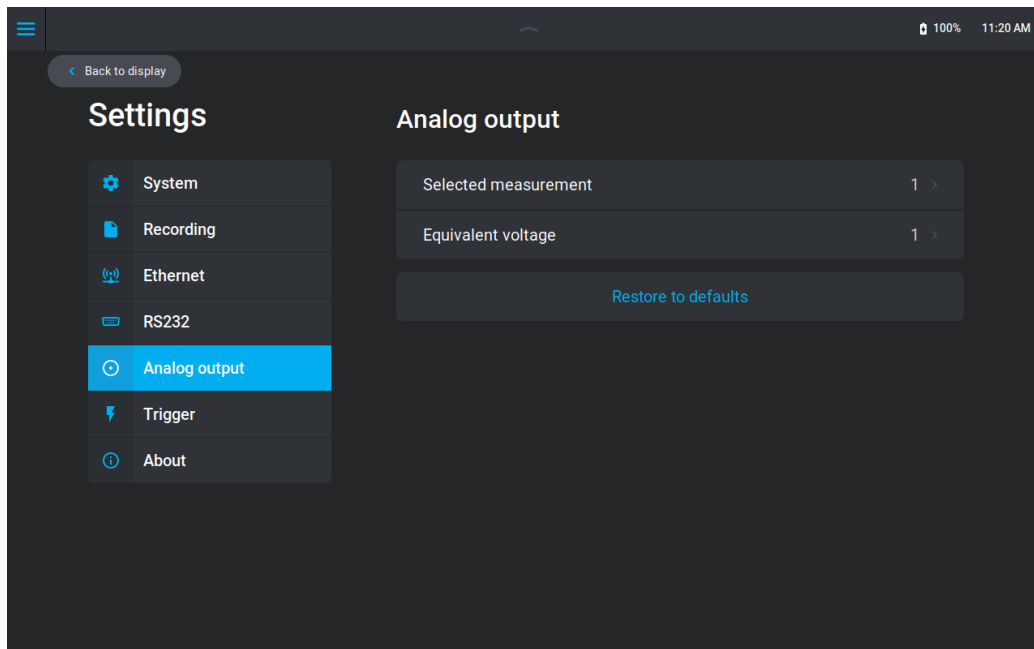 100% 11:20 AM
Back to display
Settings
System
Recording
Ethernet
RS232
Analog output
Trigger
About
Analog output
Selected measurement 1
Equivalent voltage 1
Restore to defaults